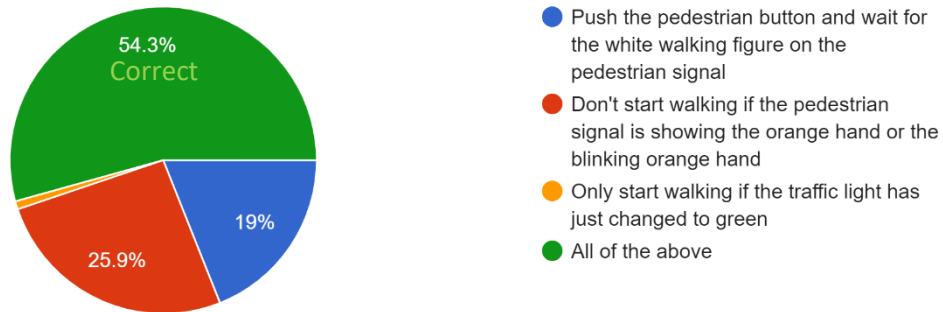 54.3%
Correct
19%
25.9%
Push the pedestrian button and wait for
the white walking figure on the
pedestrian signal
Don't start walking if the pedestrian
signal is showing the orange hand or the
blinking orange hand
Only start walking if the traffic light has
just changed to green
All of the above